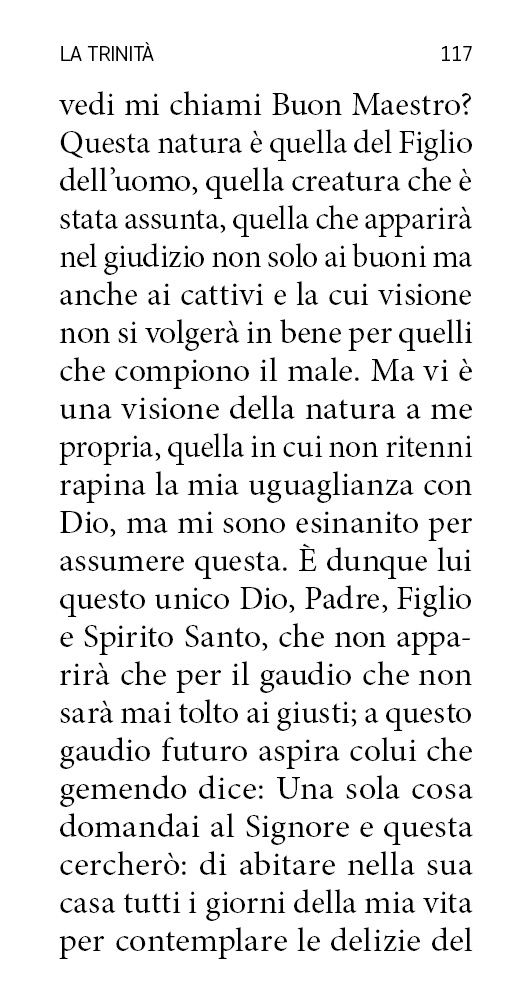 LA TRINITÀ 117
vedi mi chiami Buon Maestro?
Questa natura è quella del Figlio
dell’uomo, quella creatura che è
stata assunta, quella che apparirà
nel giudizio non solo ai buoni ma
anche ai cattivi e la cui visione
non si volgerà in bene per quelli
che compiono il male. Ma vi è
una visione della natura a me
propria, quella in cui non ritenni
rapina la mia uguaglianza con
Dio, ma mi sono esinanito per
assumere questa. È dunque lui
questo unico Dio, Padre, Figlio
e Spirito Santo, che non appa-
rirà che per il gaudio che non
sarà mai tolto ai giusti; a questo
gaudio futuro aspira colui che
gemendo dice: Una sola cosa
domandai al Signore e questa
cercherò: di abitare nella sua
casa tutti i giorni della mia vita
per contemplare le delizie del